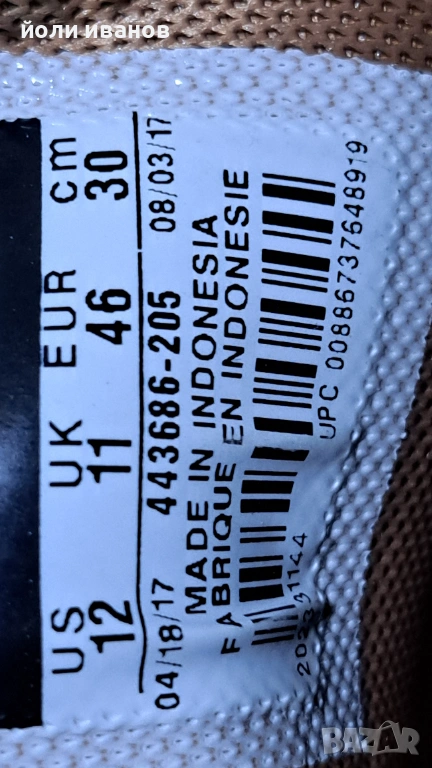 йоли иванов
US UK EUR cm
12 11 46 30
04/18/17 443686-205 08/03/17
MADE IN INDONESIA
FABRIQUE EN INDONESIE
UPC 00886737648919
BAZAR